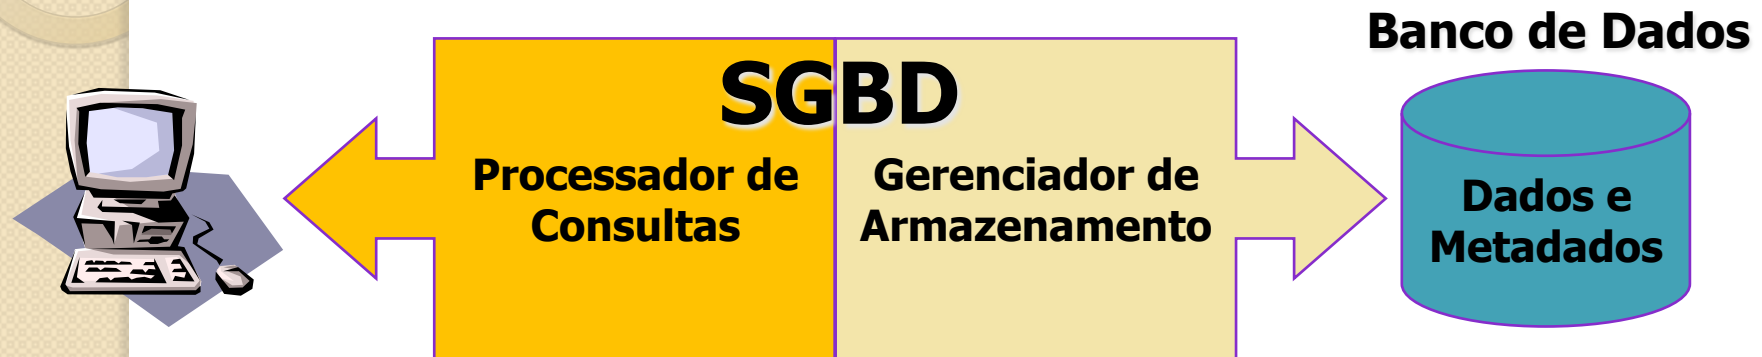 Banco de Dados
SGBD
Processador de
Consultas
Gerenciador de
Armazenamento
Dados e
Metadados